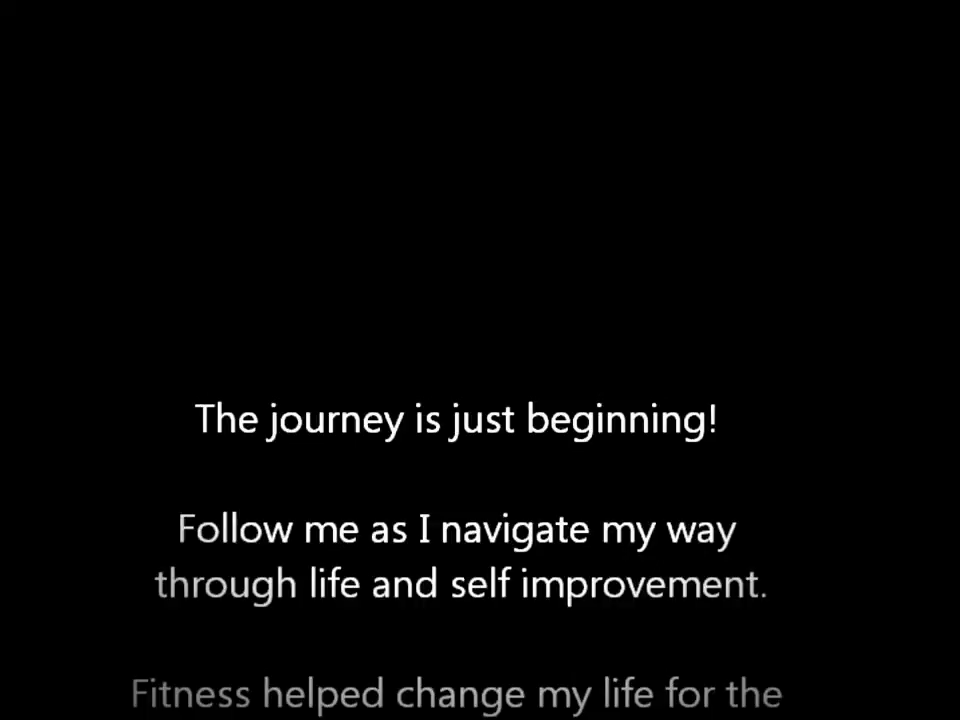 The journey is just beginning!
Follow me as I navigate my way
through life and self improvement.
Fitness helped change my life for the